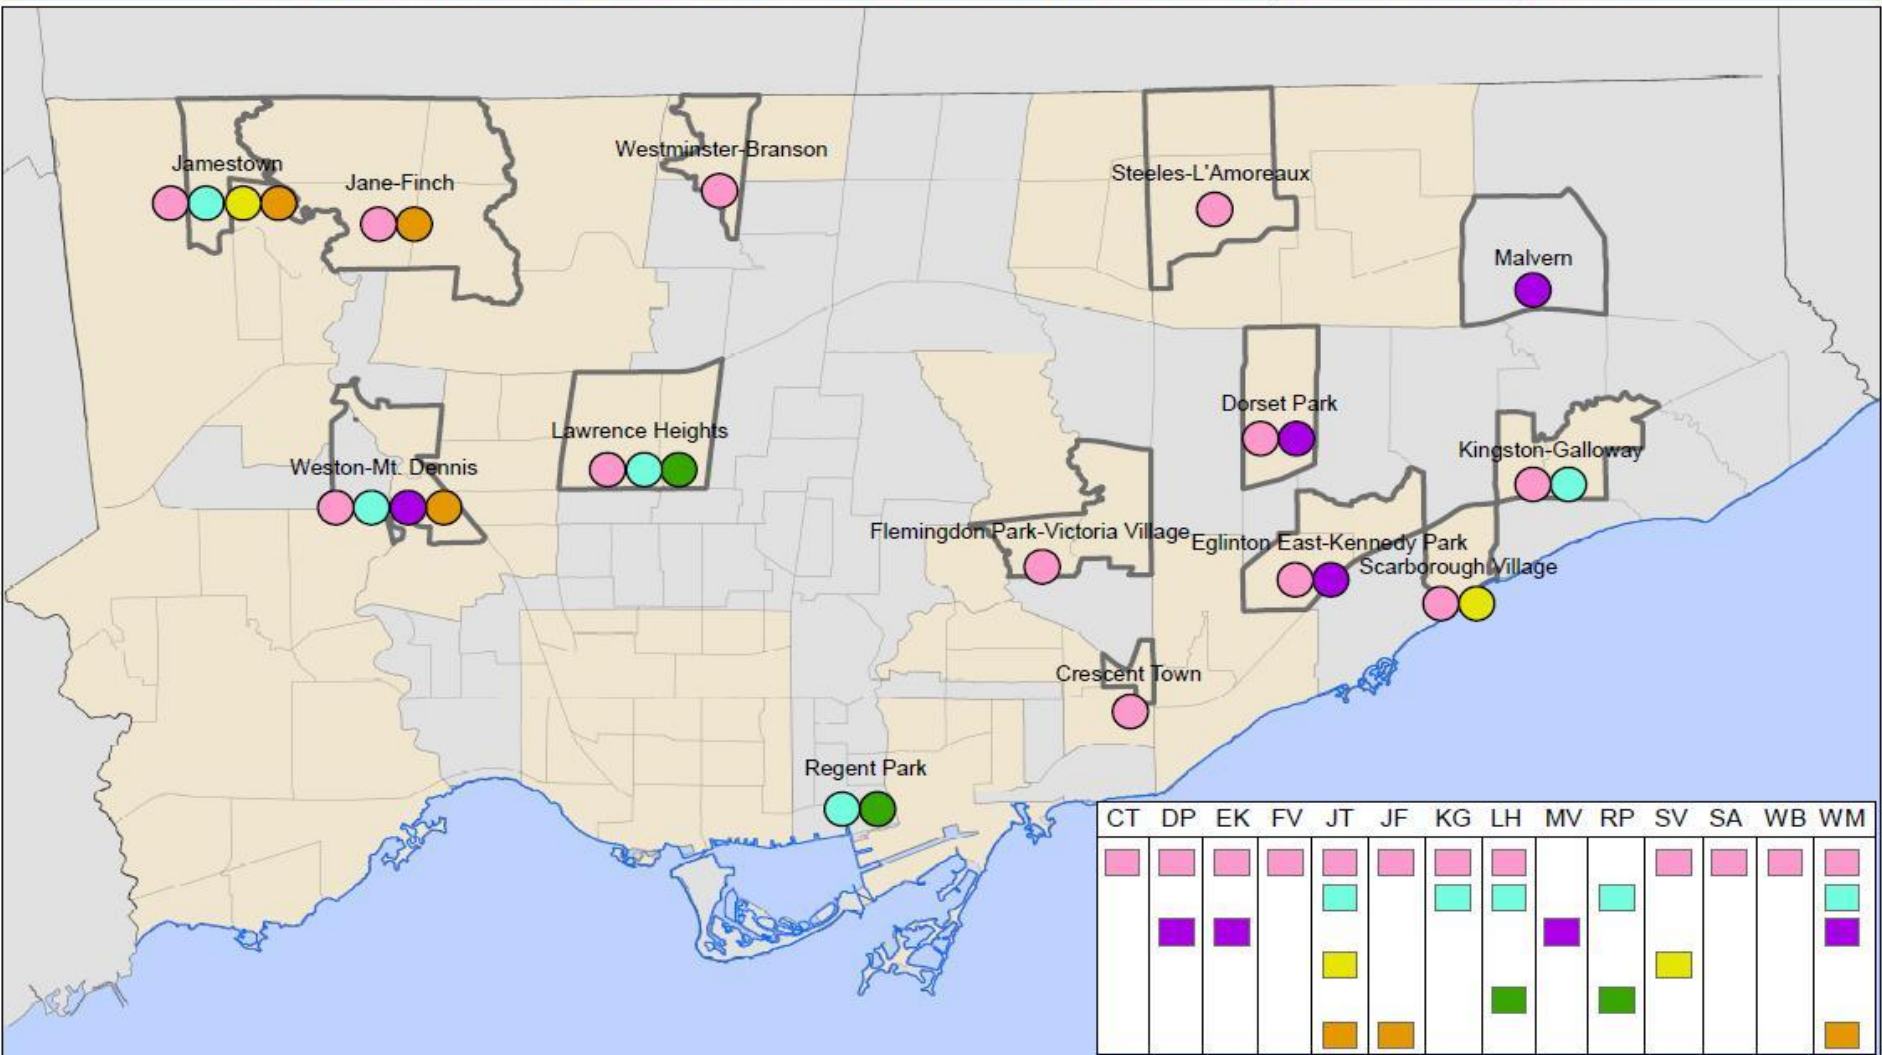 Westminster-Branson
Jamestown
Jane-Finch
Steeles-L'Amoreaux
Malvern
Dorset Park
Lawrence Heights
Kingston-Galloway
Weston-Mt. Dennis
Flemingdon Park-Victoria Village
Eglinton East-Kennedy Park
Scarborough Village
Crescent Town
Regent Park
CT DP EK FV JT JF KG LH MV RP SV SA WB WM